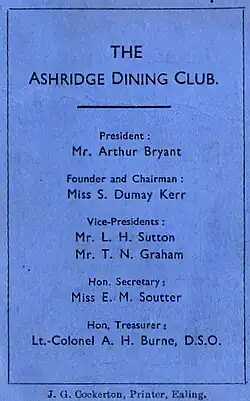 THE
ASHRIDGE DINING CLUB.
President :
Mr. Arthur Bryant
Founder and Chairman :
Miss S. Dumay Kerr
Vice-Presidents :
Mr. L. H. Sutton
Mr. T. N. Graham
Hon. Secretary :
Miss E. M. Soutter
Hon. Treasurer :
Lt.-Colonel A. H. Burne, D.S.O.
J. G. Cockerton, Printer, Ealing.